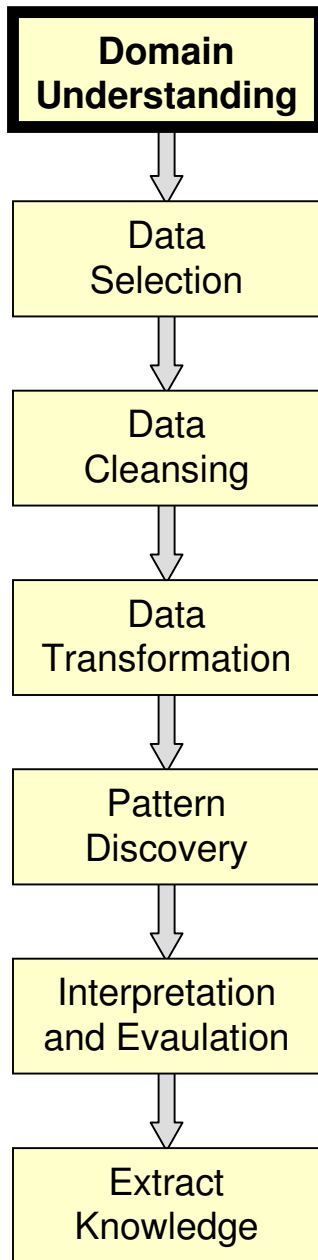 Domain
Understanding
Data
Selection
Data
Cleansing
Data
Transformation
Pattern
Discovery
Interpretation
and Evaulation
Extract
Knowledge